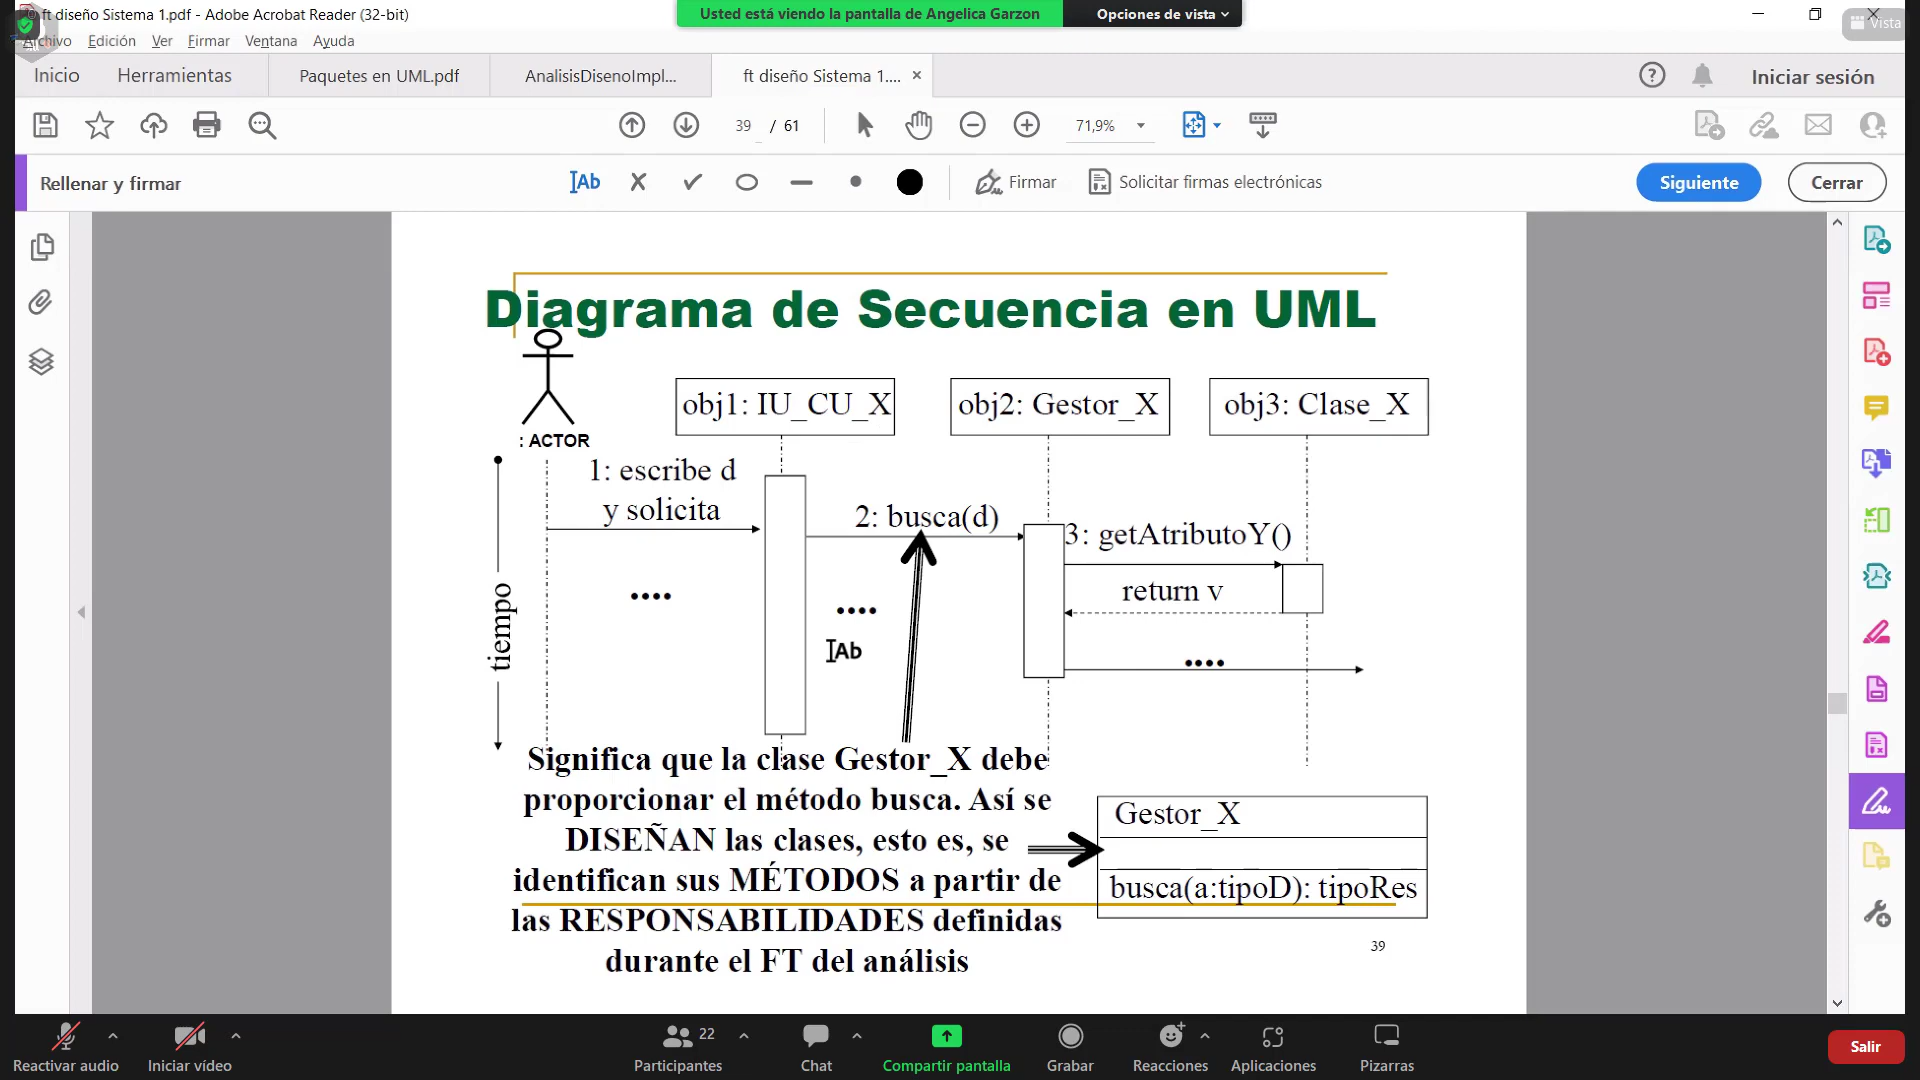 ft diseño Sistema 1.pdf - Adobe Acrobat Reader (32-bit)
Usted está viendo la pantalla de Angelica Garzon
Opciones de vista
Vista
Archivo Edición Ver Firmar Ventana Ayuda
Inicio Herramientas Paquetes en UML.pdf AnalisisDisenoImpl... ft diseño Sistema 1.... × Iniciar sesión
39 / 61 71,9%
Rellenar y firmar Ab Firmar Solicitar firmas electrónicas Siguiente Cerrar
Diagrama de Secuencia en UML
obj1: IU_CU_X obj2: Gestor_X obj3: Clase_X
: ACTOR
1: escribe d
y solicita
2: busca(d)
3: getAtributoY()
return v
....
....
....
tiempo
Ab
Significa que la clase Gestor_X debe
proporcionar el método busca. Así se
DISEÑAN las clases, esto es, se
identifican sus MÉTODOS a partir de
las RESPONSABILIDADES definidas
durante el FT del análisis
Gestor_X
busca(a:tipoD): tipoRes
39
Reactivar audio Iniciar vídeo Participantes 22 Chat Compartir pantalla Grabar Reacciones Aplicaciones Pizarras Salir